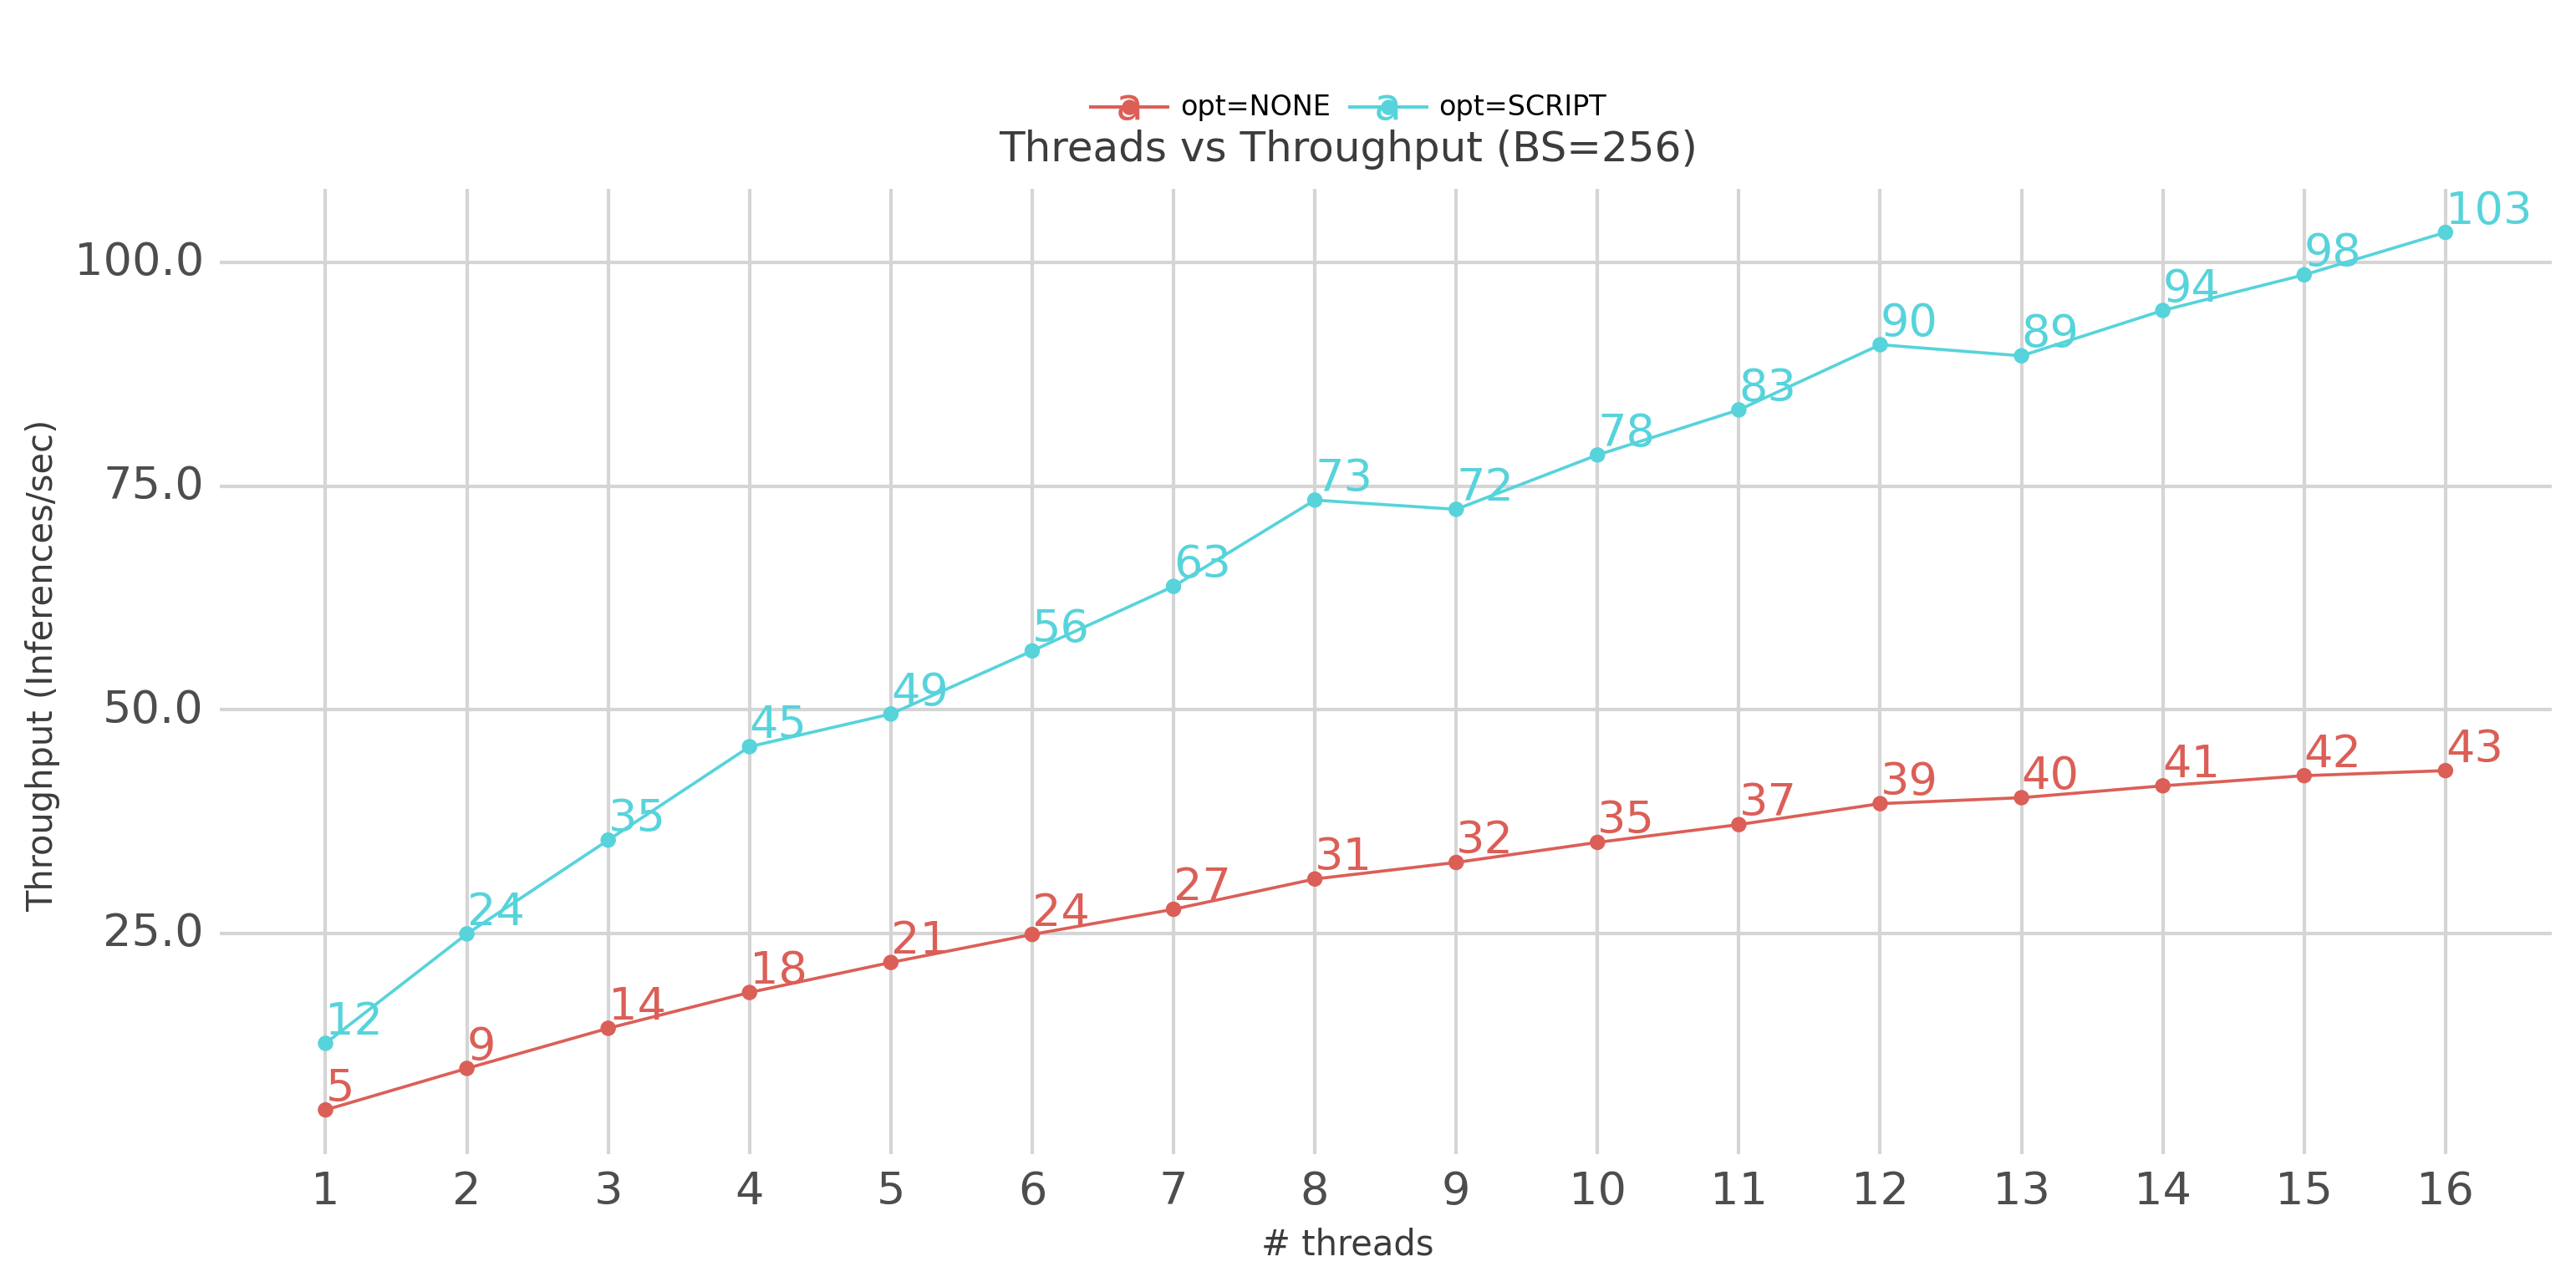 a opt=NONE a opt=SCRIPT
Threads vs Throughput (BS=256)
Throughput (Inferences/sec)
100.0
75.0
50.0
25.0
12 24 35 45 49 56 63 73 72 78 83 90 89 94 98 103
5 9 14 18 21 24 27 31 32 35 37 39 40 41 42 43
1 2 3 4 5 6 7 8 9 10 11 12 13 14 15 16
# threads